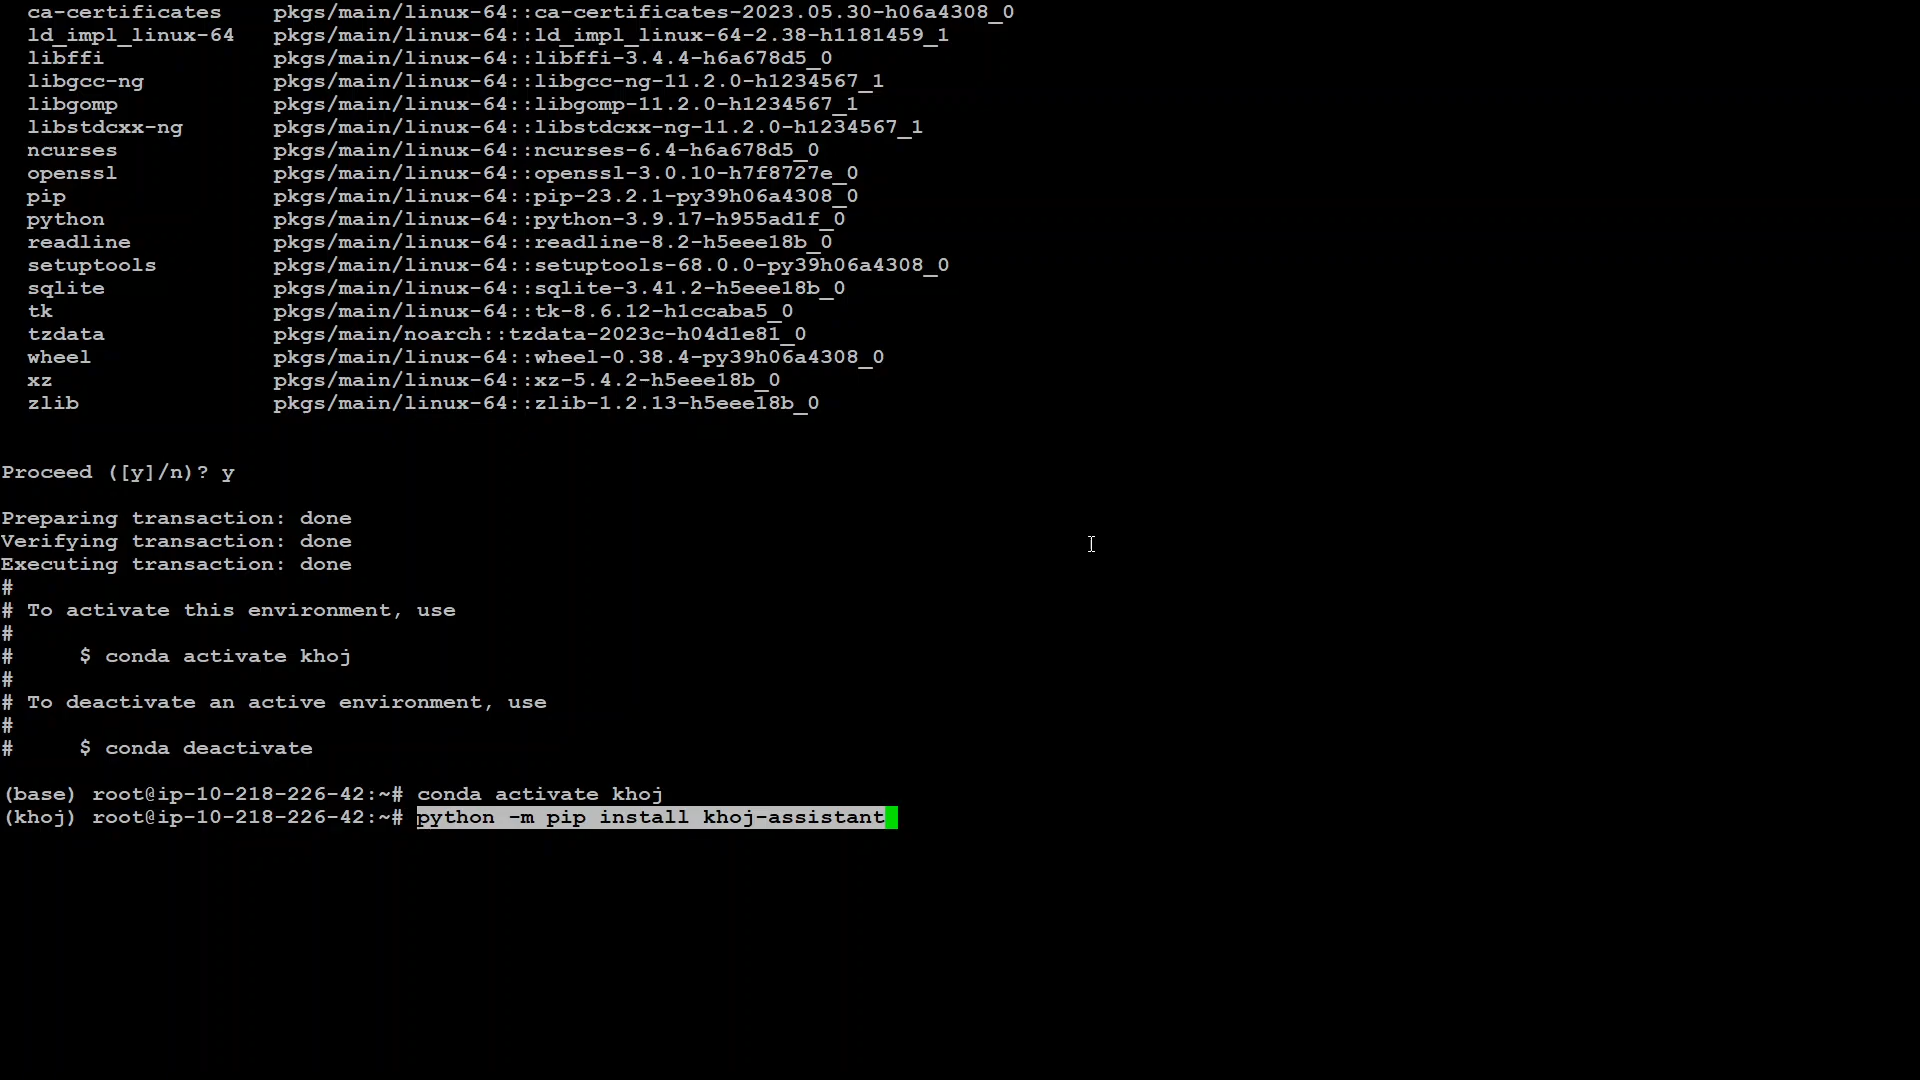 ca-certificates pkgs/main/linux-64::ca-certificates-2023.05.30-h06a4308_0
ld_impl_linux-64 pkgs/main/linux-64::ld_impl_linux-64-2.38-h1181459_1
libffi pkgs/main/linux-64::libffi-3.4.4-h6a678d5_0
libgcc-ng pkgs/main/linux-64::libgcc-ng-11.2.0-h1234567_1
libgomp pkgs/main/linux-64::libgomp-11.2.0-h1234567_1
libstdcxx-ng pkgs/main/linux-64::libstdcxx-ng-11.2.0-h1234567_1
ncurses pkgs/main/linux-64::ncurses-6.4-h6a678d5_0
openssl pkgs/main/linux-64::openssl-3.0.10-h7f8727e_0
pip pkgs/main/linux-64::pip-23.2.1-py39h06a4308_0
python pkgs/main/linux-64::python-3.9.17-h955ad1f_0
readline pkgs/main/linux-64::readline-8.2-h5eee18b_0
setuptools pkgs/main/linux-64::setuptools-68.0.0-py39h06a4308_0
sqlite pkgs/main/linux-64::sqlite-3.41.2-h5eee18b_0
tk pkgs/main/linux-64::tk-8.6.12-h1ccaba5_0
tzdata pkgs/main/noarch::tzdata-2023c-h04d1e81_0
wheel pkgs/main/linux-64::wheel-0.38.4-py39h06a4308_0
xz pkgs/main/linux-64::xz-5.4.2-h5eee18b_0
zlib pkgs/main/linux-64::zlib-1.2.13-h5eee18b_0
Proceed ([y]/n)? y
Preparing transaction: done
Verifying transaction: done
Executing transaction: done
#
# To activate this environment, use
#
# $ conda activate khoj
#
# To deactivate an active environment, use
#
# $ conda deactivate
(base) root@ip-10-218-226-42:~# conda activate khoj
(khoj) root@ip-10-218-226-42:~# python -m pip install khoj-assistant